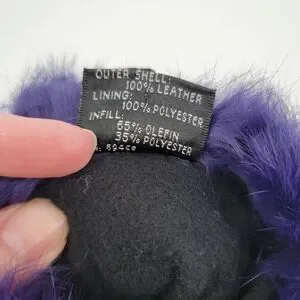 OUTER SHELL:
100% LEATHER
LINING:
100% POLYESTER
INFILL:
65% OLEFIN
35% POLYESTER